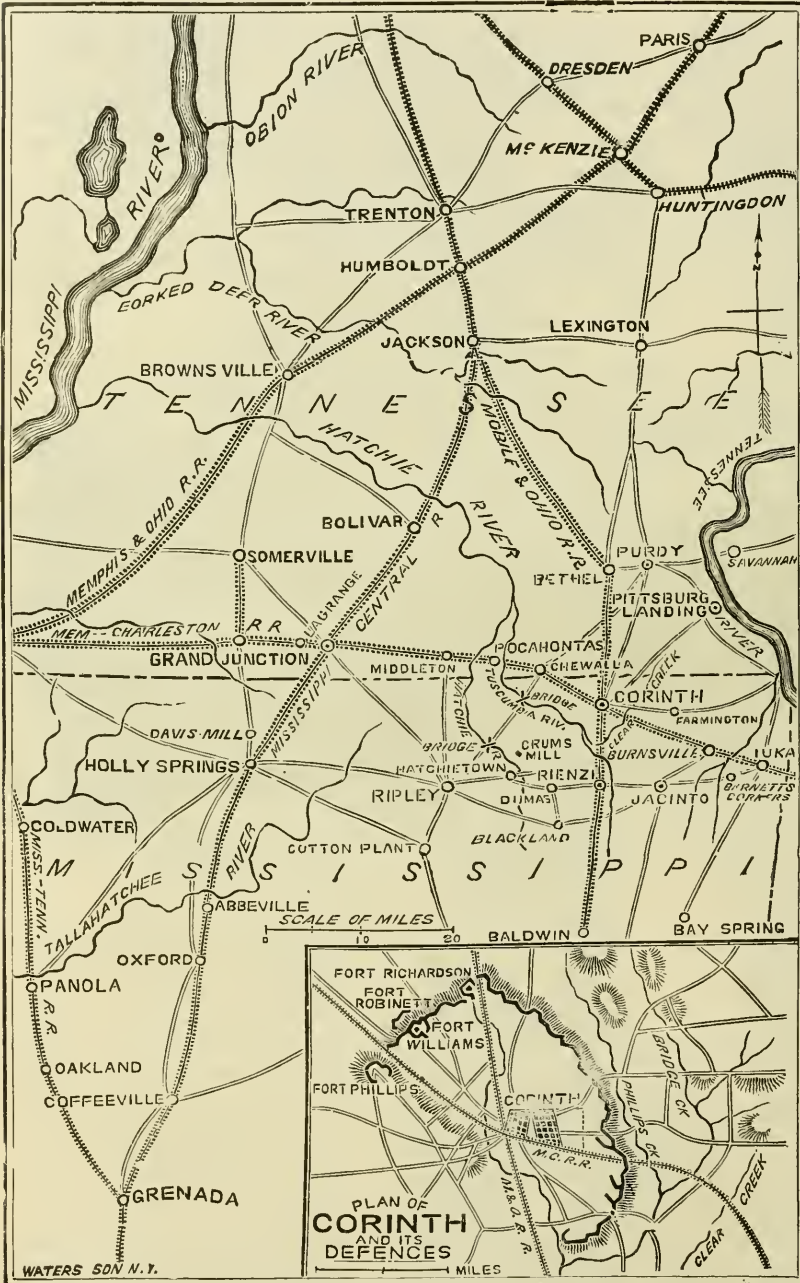 PARIS
DRESDEN
OBION RIVER
McKENZIE
RIVER
HUNTINGDON
TRENTON
N
HUMBOLDT
MISSISSIPPI
FORKED DEER RIVER
LEXINGTON
JACKSON
BROWNSVILLE
TENNESSEE
HATCHIE
RIVER
MOBILE & OHIO R.R
TENNESSEE
MEMPHIS & OHIO R.R.
BOLIVAR
R
CENTRAL
SOMERVILLE
PURDY
SAVANNAH
BETHEL
LAGRANGE
PITTSBURG
LANDING
RIVER
MEM-- CHARLESTON
R R
GRAND JUNCTION
MISSISSIPPI
POCAHONTAS
CREEK
MIDDLETON
CHEWALLA
TUSCUMBIA RIV.
BRIDGE
CORINTH
FARMINGTON
HATCHIE
R
CLEAR
DAVIS MILL
BRIDGE
CRUMS
MILL
BURNSVILLE
IUKA
HOLLY SPRINGS
HATCHIETOWN
RIENZI
RIPLEY
DUMAS
JACINTO
BARNETTS
CORNERS
COLDWATER
BLACKLAND
COTTON PLANT
MISSISSIPPI
MISS.-TENN.
R R
TALLAHATCHEE
RIVER
ABBEVILLE
SCALE OF MILES
0 10 20
BALDWIN
BAY SPRING
OXFORD
PANOLA
OAKLAND
COFFEEVILLE
GRENADA
FORT RICHARDSON
FORT
ROBINETT
FORT
WILLIAMS
FORT PHILLIPS
CORINTH
BRIDGE CK
PHILLIPS CK
M.C.R.R.
M.& O.R.R.
CLEAR CREEK
PLAN OF
CORINTH
AND ITS
DEFENCES
MILES
WATERS SON N.Y.